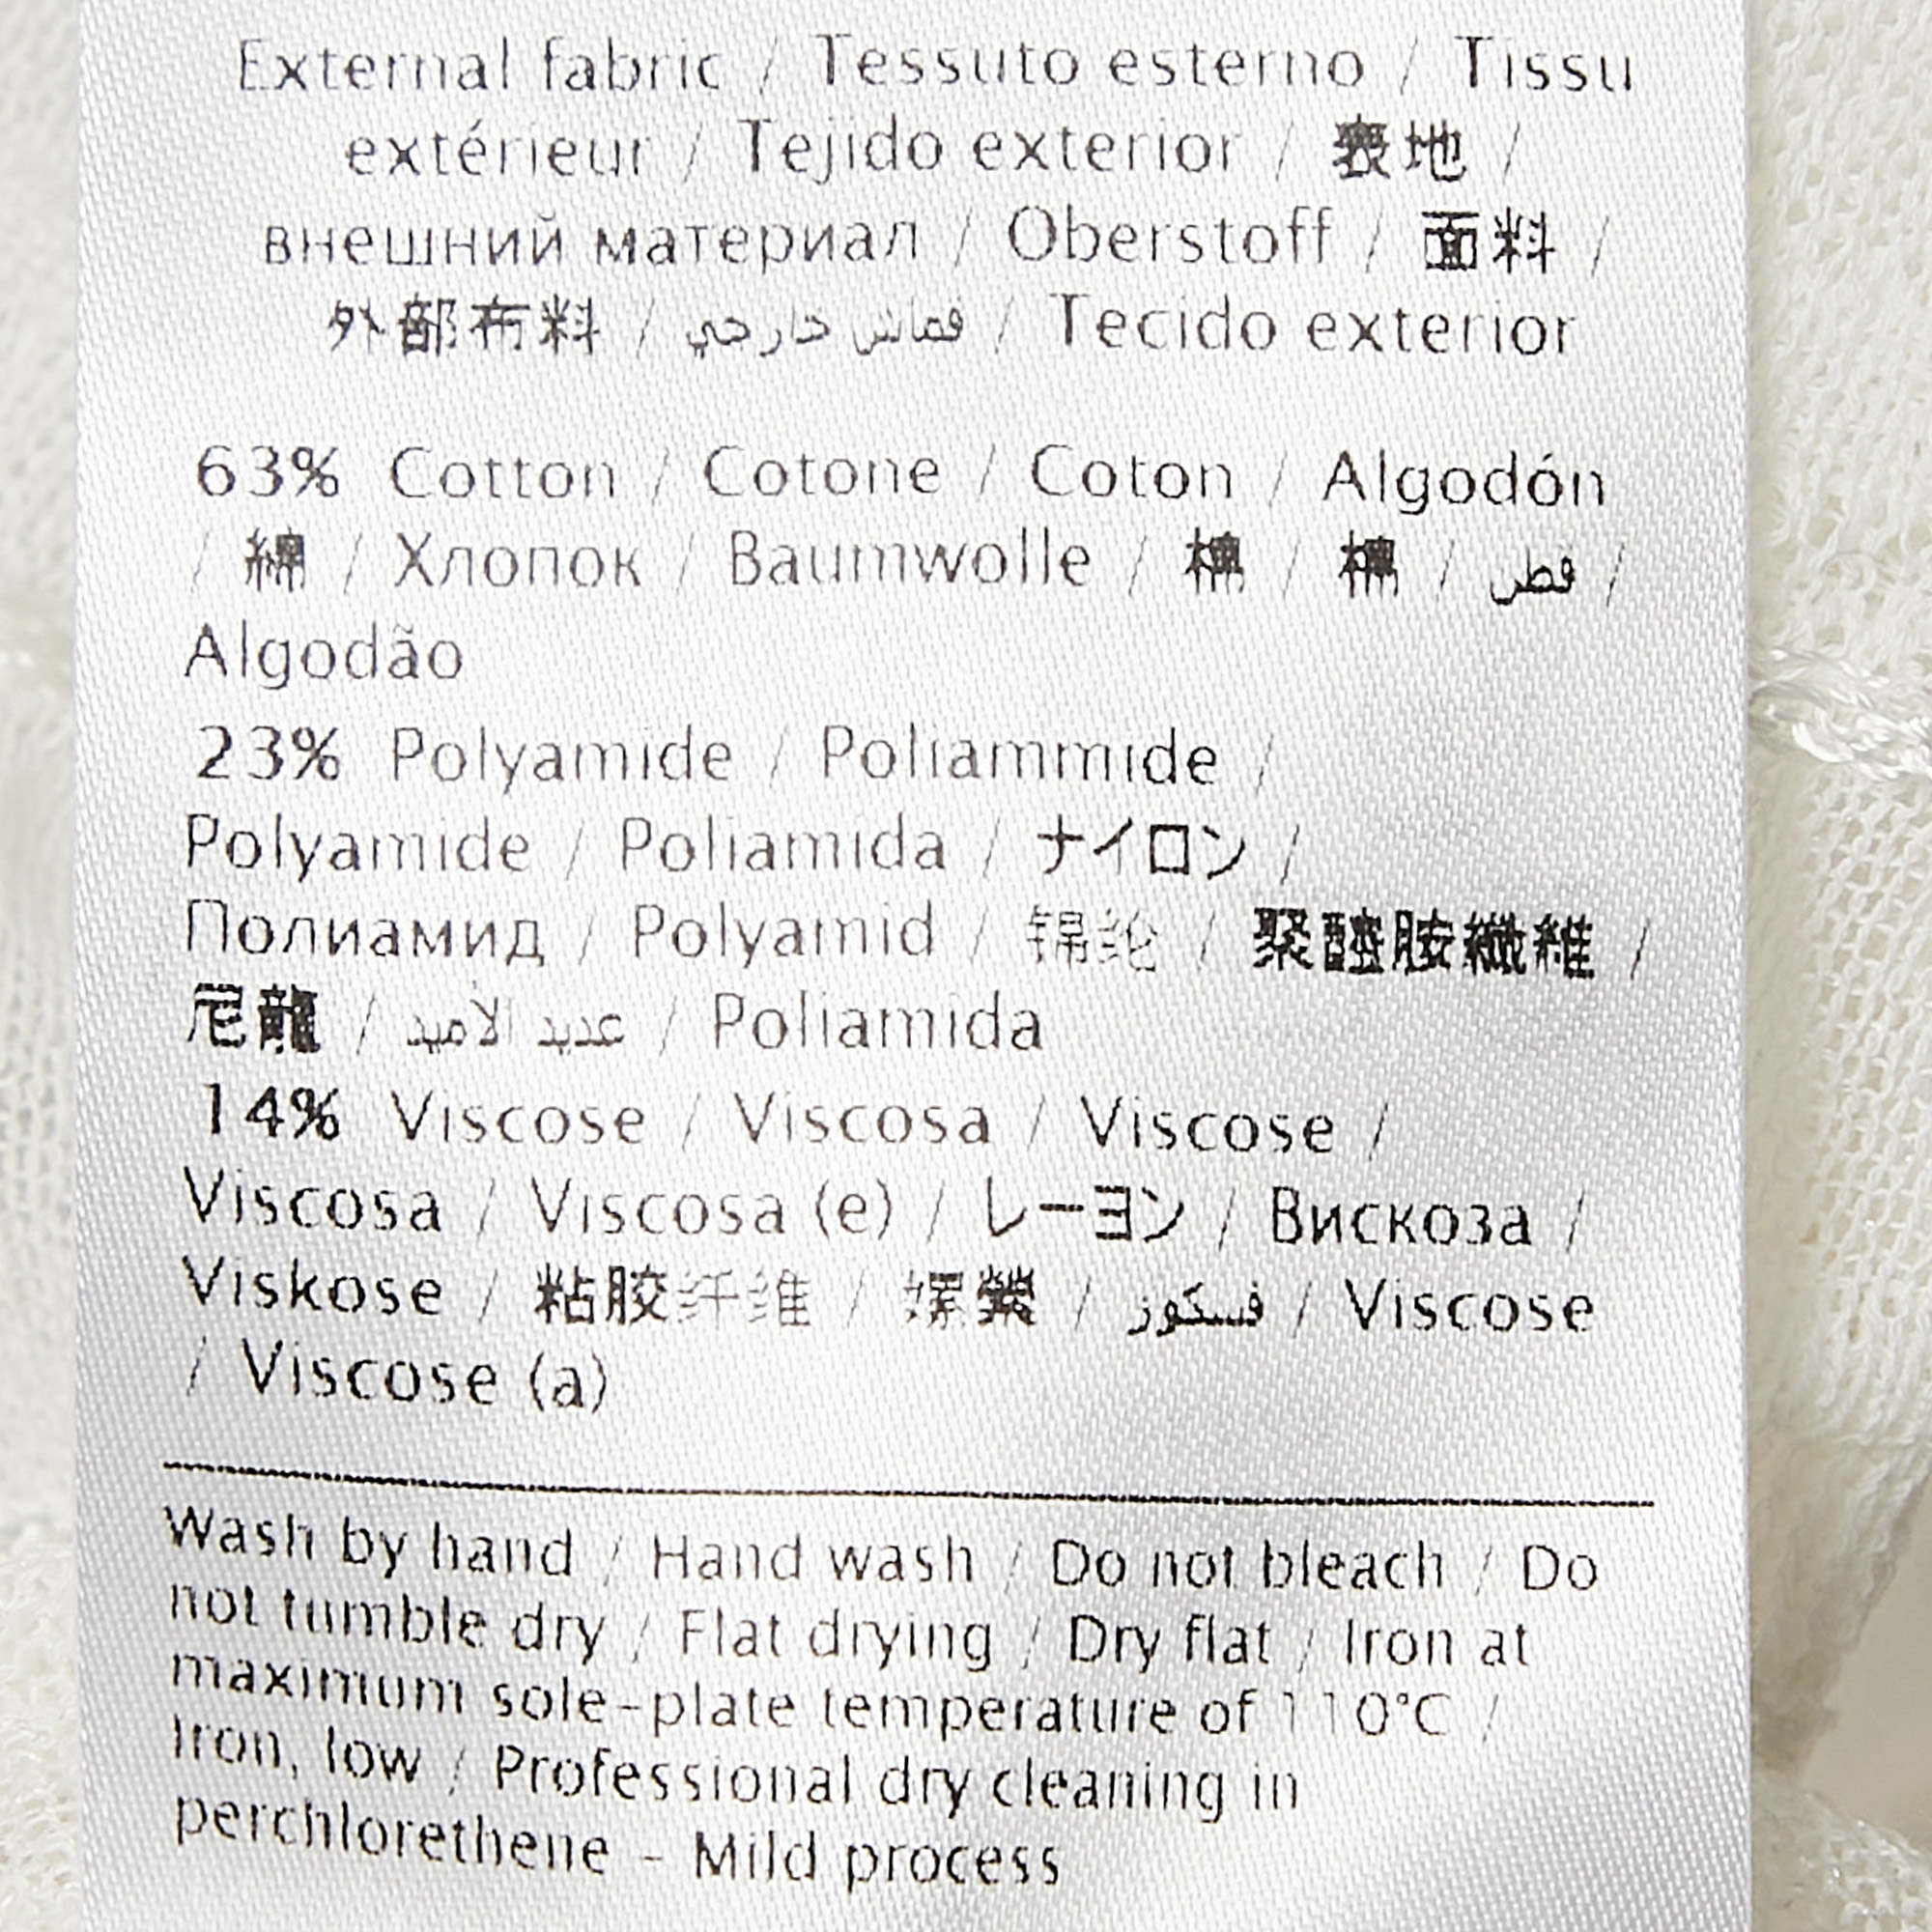 External fabric / Tessuto esterno / Tissu
extérieur / Tejido exterior / 表地 /
внешний материал / Oberstoff / 面料 /
外部布料 / قماش خارجي / Tecido exterior
63% Cotton / Cotone / Coton / Algodón
/ 綿 / Хлопок / Baumwolle / 棉 / 棉 / قطن /
Algodão
23% Polyamide / Poliammide /
Polyamide / Poliamida / ナイロン /
Полиамид / Polyamid / 锦纶 / 聚醯胺纖維 /
尼龍 / عديد الأميد / Poliamida
14% Viscose / Viscosa / Viscose /
Viscosa / Viscosa (e) / レーヨン / Вискоза /
Viskose / 粘胶纤维 / 嫘縈 / فسكوز / Viscose
/ Viscose (a)
Wash by hand / Hand wash / Do not bleach / Do
not tumble dry / Flat drying / Dry flat / Iron at
maximum sole-plate temperature of 110°C /
Iron, low / Professional dry cleaning in
perchlorethene - Mild process